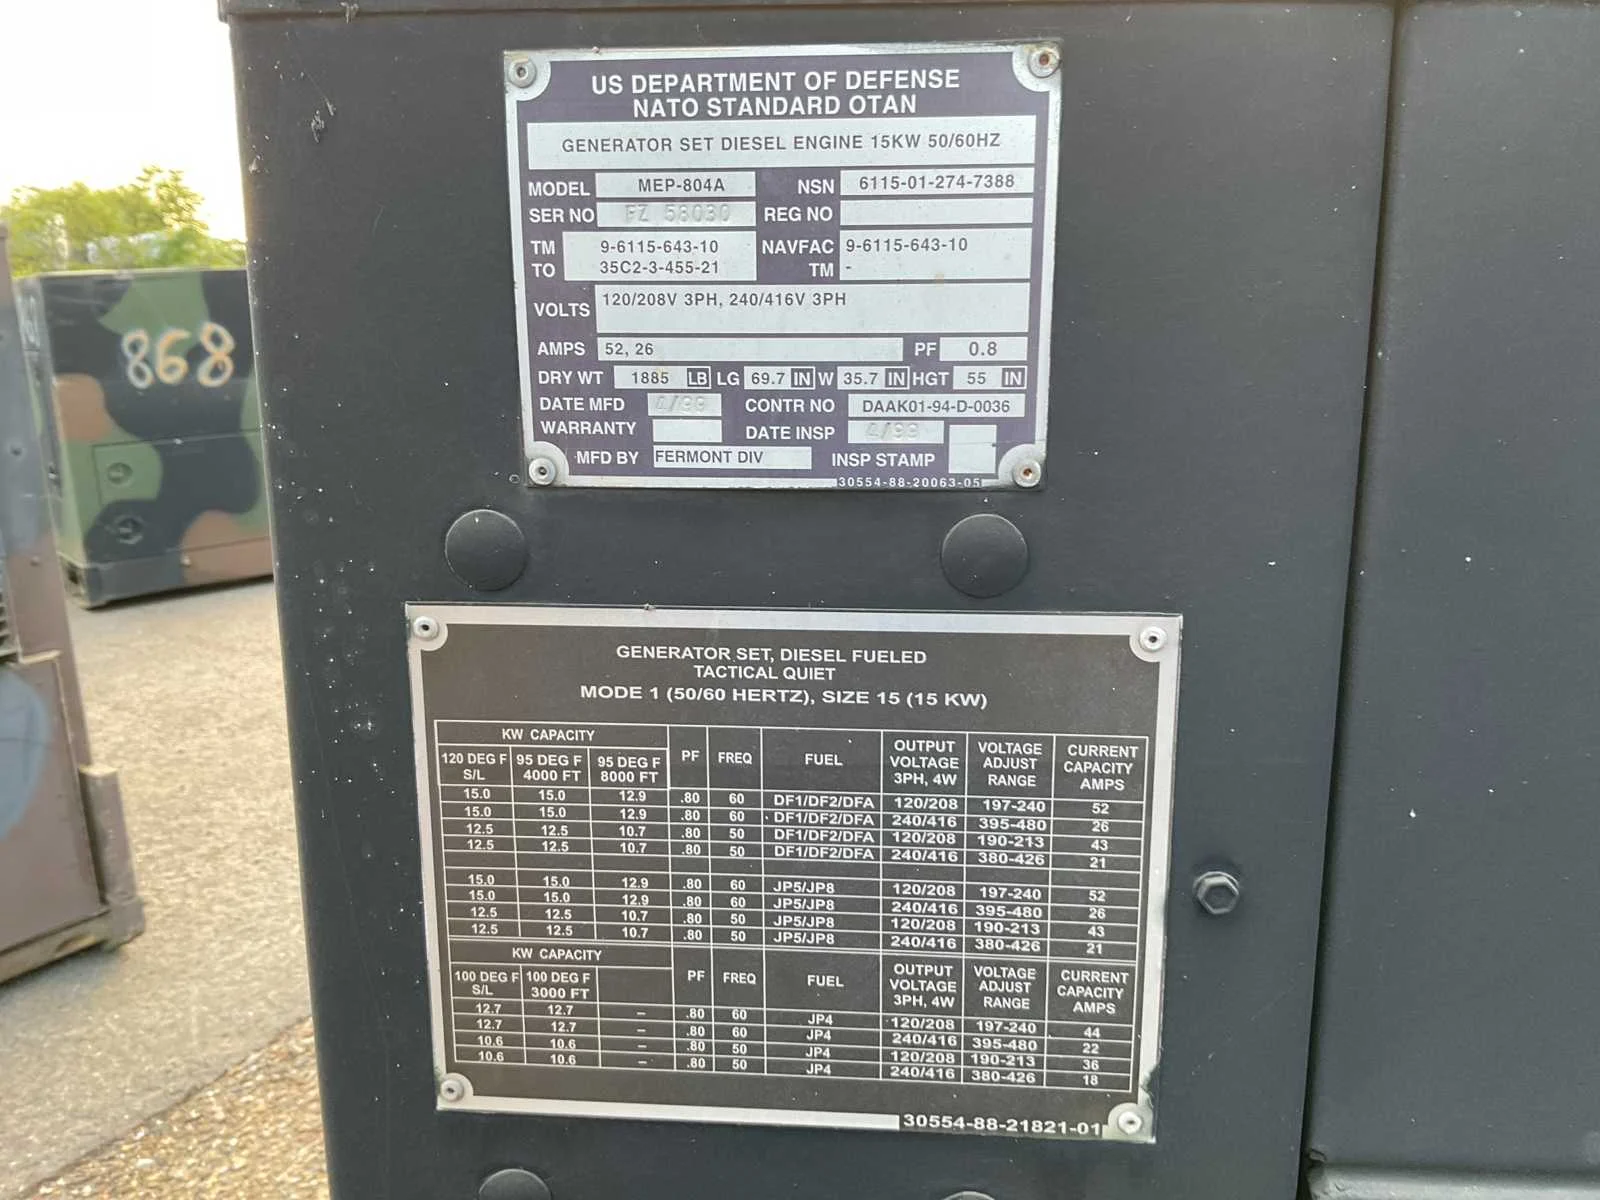 US DEPARTMENT OF DEFENSE
NATO STANDARD OTAN
GENERATOR SET DIESEL ENGINE 15KW 50/60HZ
MODEL MEP-804A NSN 6115-01-274-7388
SER NO FZ 58030 REG NO
TM 9-6115-643-10 NAVFAC 9-6115-643-10
TO 35C2-3-455-21 TM -
VOLTS 120/208V 3PH, 240/416V 3PH
AMPS 52, 26 PF 0.8
DRY WT 1885 LB LG 69.7 IN W 35.7 IN HGT 55 IN
DATE MFD 4/99 CONTR NO DAAK01-94-D-0036
WARRANTY DATE INSP 4/99
MFD BY FERMONT DIV INSP STAMP
30554-88-20063-05
868
GENERATOR SET, DIESEL FUELED
TACTICAL QUIET
MODE 1 (50/60 HERTZ), SIZE 15 (15 KW)
KW CAPACITY PF FREQ FUEL OUTPUT VOLTAGE 3PH, 4W VOLTAGE ADJUST RANGE CURRENT CAPACITY AMPS
120 DEG F S/L 95 DEG F 4000 FT 95 DEG F 8000 FT
15.0 15.0 12.9 .80 60 DF1/DF2/DFA 120/208 197-240 52
15.0 15.0 12.9 .80 60 DF1/DF2/DFA 240/416 395-480 26
12.5 12.5 10.7 .80 50 DF1/DF2/DFA 120/208 190-213 43
12.5 12.5 10.7 .80 50 DF1/DF2/DFA 240/416 380-426 21
15.0 15.0 12.9 .80 60 JP5/JP8 120/208 197-240 52
15.0 15.0 12.9 .80 60 JP5/JP8 240/416 395-480 26
12.5 12.5 10.7 .80 50 JP5/JP8 120/208 190-213 43
12.5 12.5 10.7 .80 50 JP5/JP8 240/416 380-426 21
KW CAPACITY PF FREQ FUEL OUTPUT VOLTAGE 3PH, 4W VOLTAGE ADJUST RANGE CURRENT CAPACITY AMPS
100 DEG F S/L 100 DEG F 3000 FT
12.7 12.7 – .80 60 JP4 120/208 197-240 44
12.7 12.7 – .80 60 JP4 240/416 395-480 22
10.6 10.6 – .80 50 JP4 120/208 190-213 36
10.6 10.6 – .80 50 JP4 240/416 380-426 18
30554-88-21821-01